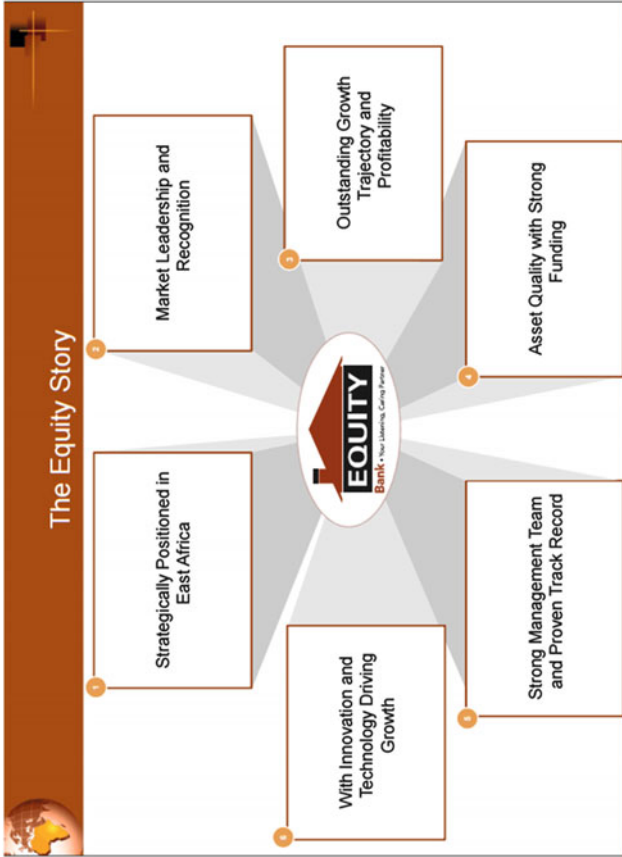 The Equity Story
1
Strategically Positioned in
East Africa
2
Market Leadership and
Recognition
3
Outstanding Growth
Trajectory and
Profitability
4
Asset Quality with Strong
Funding
5
Strong Management Team
and Proven Track Record
6
With Innovation and
Technology Driving
Growth
EQUITY
Bank • Your Listening, Caring Partner